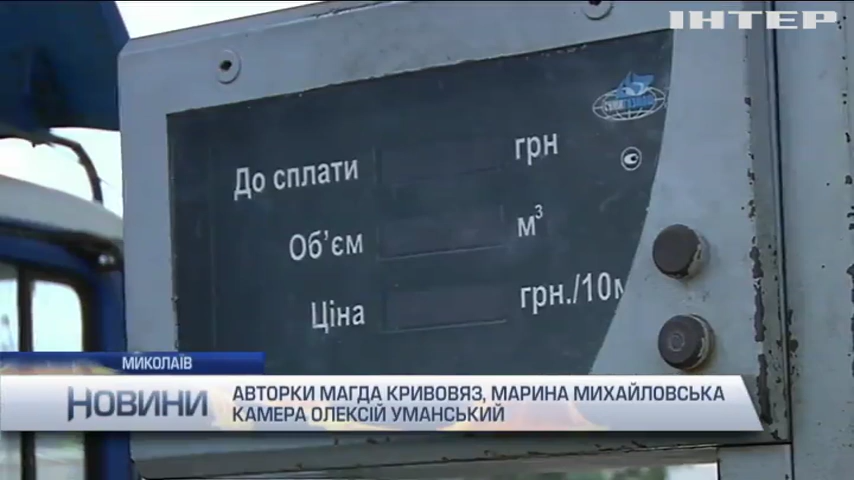 ІНТЕР
До сплати грн
Об'єм м³
Ціна грн./10м
МИКОЛАЇВ
НОВИНИ
АВТОРКИ МАГДА КРИВОВЯЗ, МАРИНА МИХАЙЛОВСЬКА
КАМЕРА ОЛЕКСІЙ УМАНСЬКИЙ